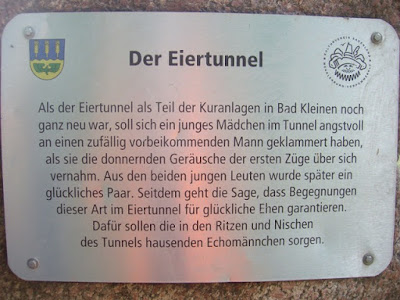 Der Eiertunnel
Als der Eiertunnel als Teil der Kuranlagen in Bad Kleinen noch
ganz neu war, soll sich ein junges Mädchen im Tunnel angstvoll
an einen zufällig vorbeikommenden Mann geklammert haben,
als sie die donnernden Geräusche der ersten Züge über sich
vernahm. Aus den beiden jungen Leuten wurde später ein
glückliches Paar. Seitdem geht die Sage, dass Begegnungen
dieser Art im Eiertunnel für glückliche Ehen garantieren.
Dafür sollen die in den Ritzen und Nischen
des Tunnels hausenden Echomännchen sorgen.